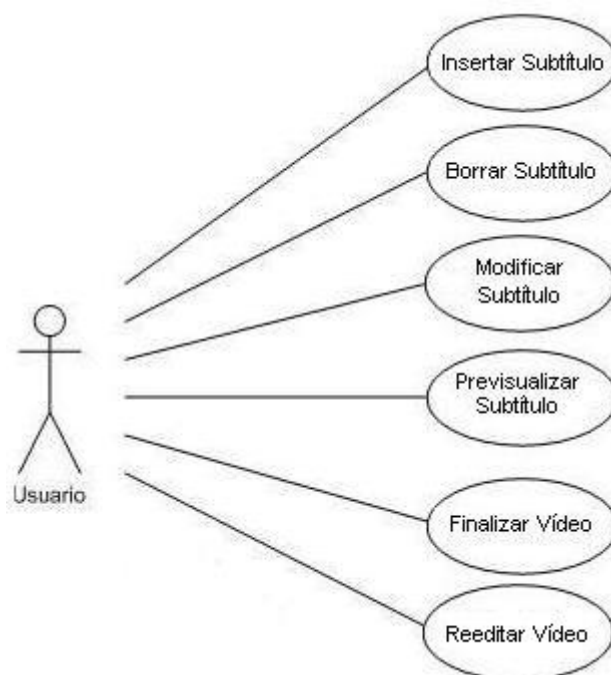 Insertar Subtítulo
Borrar Subtítulo
Modificar
Subtítulo
Previsualizar
Subtítulo
Usuario
Finalizar Vídeo
Reeditar Vídeo